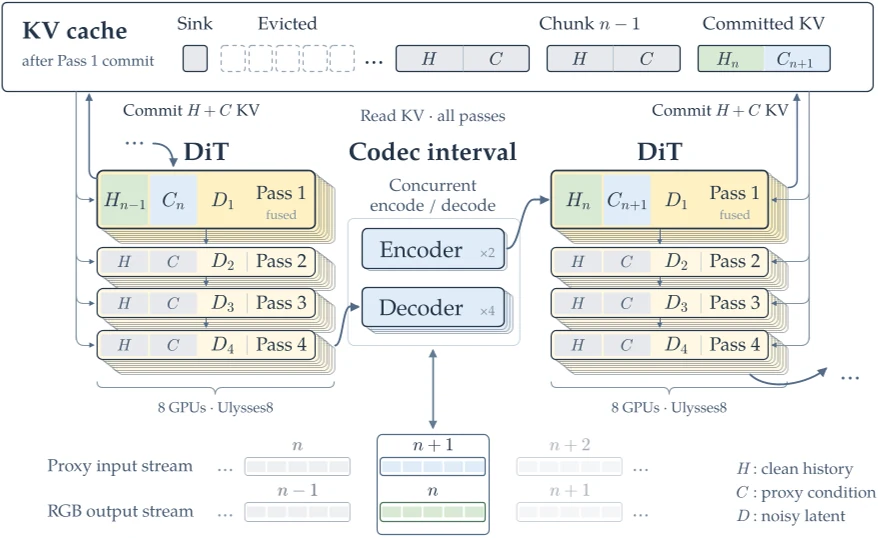 KV cache
after Pass 1 commit
Sink
Evicted
Chunk n − 1
Committed KV
...
H
C
H
C
Hₙ
Cₙ₊₁
Commit H + C KV
Read KV · all passes
Commit H + C KV
...
DiT
Codec interval
DiT
Concurrent
encode / decode
Hₙ₋₁
Cₙ
D₁
Pass 1
fused
Encoder ×2
Decoder ×4
Hₙ
Cₙ₊₁
D₁
Pass 1
fused
H C D₂ Pass 2
H C D₃ Pass 3
H C D₄ Pass 4
H C D₂ Pass 2
H C D₃ Pass 3
H C D₄ Pass 4
...
8 GPUs · Ulysses8
8 GPUs · Ulysses8
n
n + 1
n + 2
Proxy input stream ... ...
n − 1
n
n + 1
RGB output stream ... ...
H : clean history
C : proxy condition
D : noisy latent